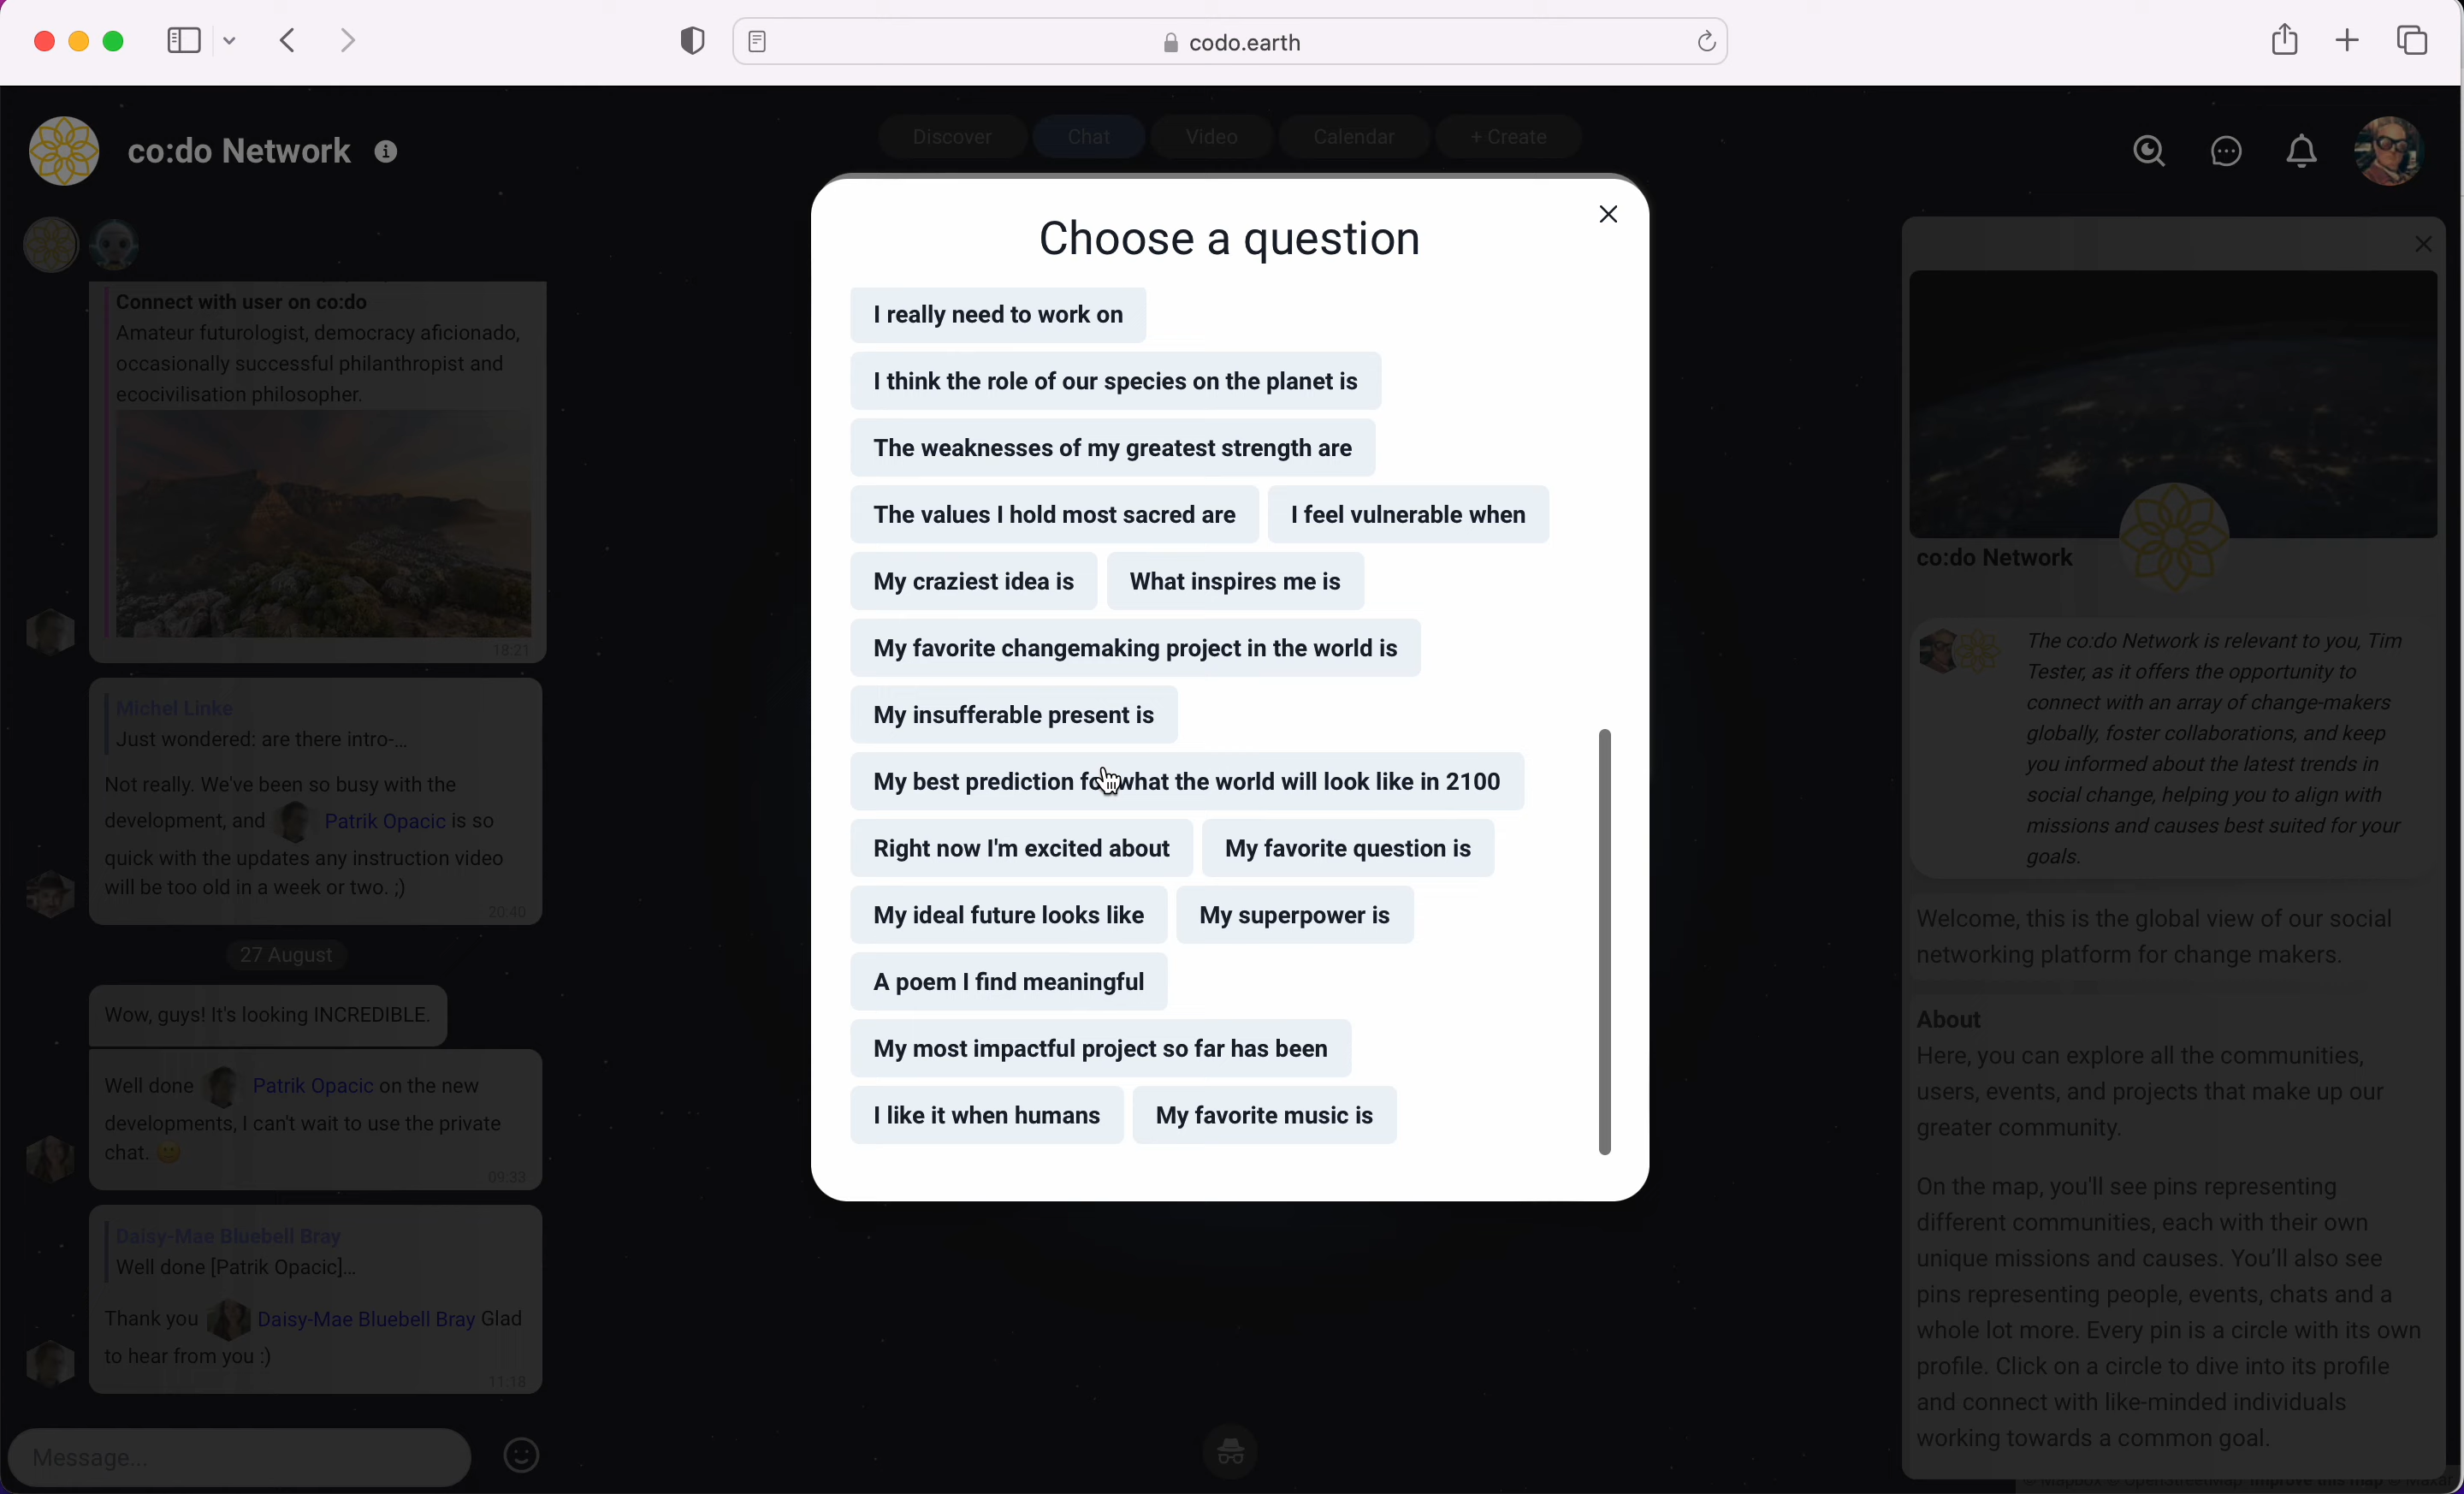 codo.earth
co:do Network
Discover
Chat
Video
Calendar
+ Create
Connect with user on co:do
Amateur futurologist, democracy aficionado,
occasionally successful philanthropist and
ecocivilisation philosopher.
18:21
Michel Linke
Just wondered: are there intro-...
Not really. We've been so busy with the
development, and Patrik Opacic is so
quick with the updates any instruction video
will be too old in a week or two. ;)
20:40
27 August
Wow, guys! It's looking INCREDIBLE.
Well done Patrik Opacic on the new
developments, I can't wait to use the private
chat.
09:33
Daisy-Mae Bluebell Bray
Well done [Patrik Opacic]...
Thank you Daisy-Mae Bluebell Bray Glad
to hear from you :)
11:18
Message...
Choose a question
I really need to work on
I think the role of our species on the planet is
The weaknesses of my greatest strength are
The values I hold most sacred are
I feel vulnerable when
My craziest idea is
What inspires me is
My favorite changemaking project in the world is
My insufferable present is
My best prediction for what the world will look like in 2100
Right now I'm excited about
My favorite question is
My ideal future looks like
My superpower is
A poem I find meaningful
My most impactful project so far has been
I like it when humans
My favorite music is
co:do Network
The co:do Network is relevant to you, Tim
Tester, as it offers the opportunity to
connect with an array of change-makers
globally, foster collaborations, and keep
you informed about the latest trends in
social change, helping you to align with
missions and causes best suited for your
goals.
Welcome, this is the global view of our social
networking platform for change makers.
About
Here, you can explore all the communities,
users, events, and projects that make up our
greater community.
On the map, you'll see pins representing
different communities, each with their own
unique missions and causes. You'll also see
pins representing people, events, chats and a
whole lot more. Every pin is a circle with its own
profile. Click on a circle to dive into its profile
and connect with like-minded individuals
working towards a common goal.
© Mapbox © OpenStreetMap Improve this map © Maxar